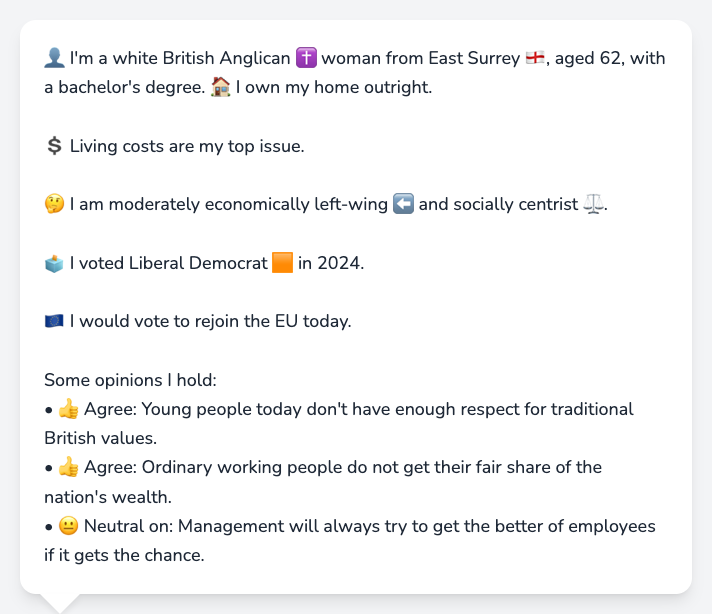 👤 I'm a white British Anglican ✝️ woman from East Surrey 🏴󠁧󠁢󠁥󠁮󠁧󠁿, aged 62, with
a bachelor's degree. 🏠 I own my home outright.
💲 Living costs are my top issue.
🤔 I am moderately economically left-wing ⬅️ and socially centrist ⚖️.
🗳️ I voted Liberal Democrat 🟧 in 2024.
🇪🇺 I would vote to rejoin the EU today.
Some opinions I hold:
• 👍 Agree: Young people today don't have enough respect for traditional
British values.
• 👍 Agree: Ordinary working people do not get their fair share of the
nation's wealth.
• 😐 Neutral on: Management will always try to get the better of employees
if it gets the chance.